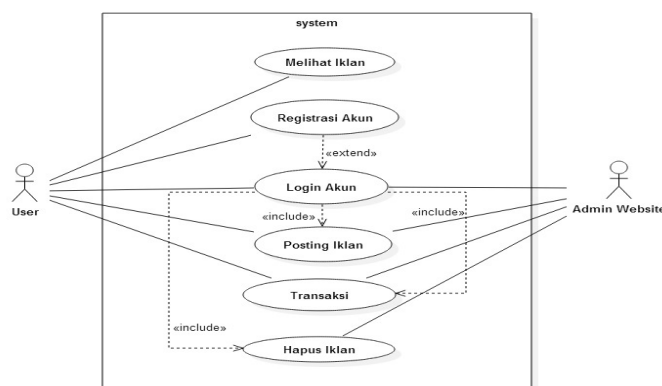 system
Melihat Iklan
Registrasi Akun
«extend»
Login Akun
«include»
«include»
User
Admin Website
Posting Iklan
Transaksi
«include»
Hapus Iklan